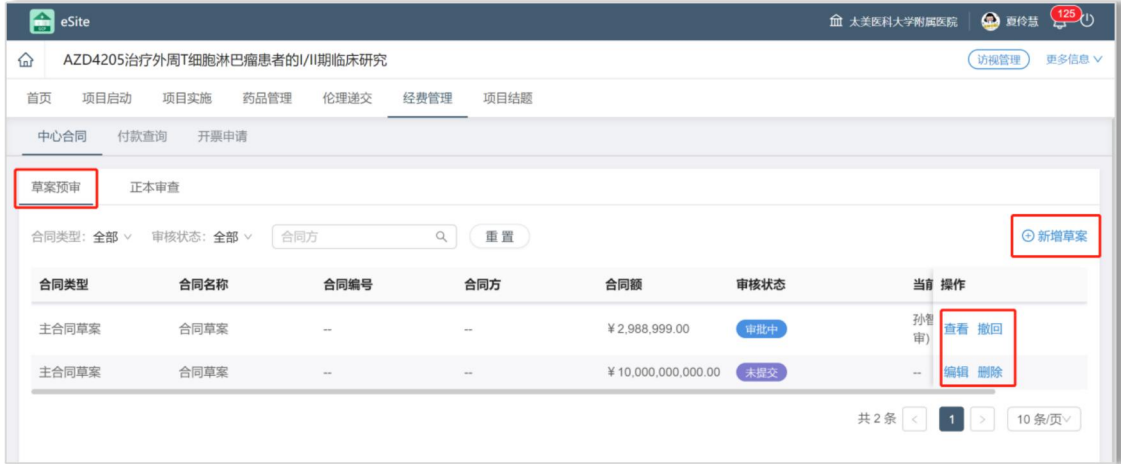 eSite 太美医科大学附属医院 夏伶慧 125
AZD4205治疗外周T细胞淋巴瘤患者的I/II期临床研究 访视管理 更多信息
首页 项目启动 项目实施 药品管理 伦理递交 经费管理 项目结题
中心合同 付款查询 开票申请
草案预审 正本审查
合同类型: 全部 审核状态: 全部 合同方 重置 新增草案
合同类型 合同名称 合同编号 合同方 合同额 审核状态 当前 操作
主合同草案 合同草案 -- -- ¥2,988,999.00 审批中 孙智 审) 查看 撤回
主合同草案 合同草案 -- -- ¥10,000,000,000.00 未提交 -- 编辑 删除
共2条 < 1 > 10条/页